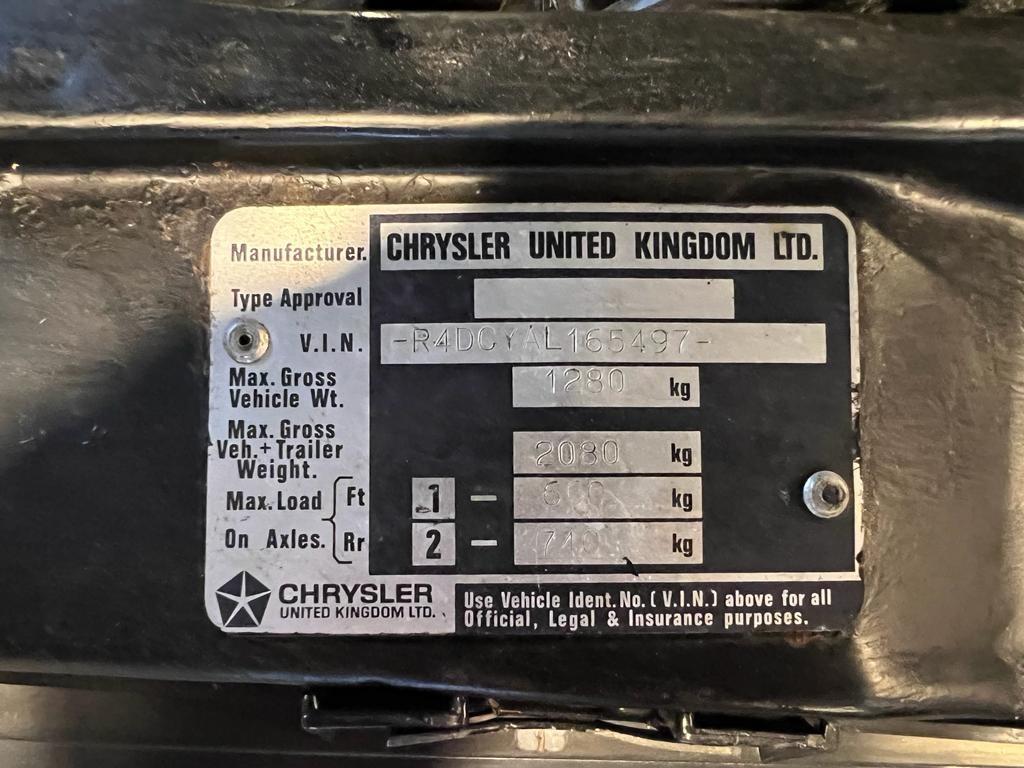 Manufacturer. CHRYSLER UNITED KINGDOM LTD.
Type Approval
V.I.N. -R4DCYAL165497-
Max. Gross
Vehicle Wt. 1280 kg
Max. Gross
Veh.+Trailer
Weight. 2080 kg
Max. Load Ft 1 – 600 kg
On Axles. Rr 2 – kg
CHRYSLER
UNITED KINGDOM LTD.
Use Vehicle Ident. No. (V.I.N.) above for all
Official, Legal & Insurance purposes.